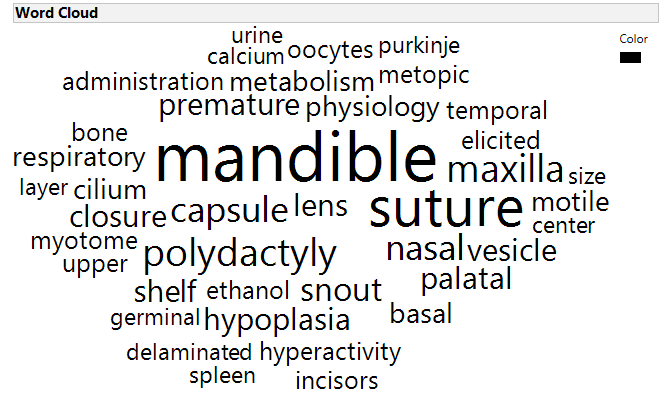 Word Cloud
Color
urine
calcium oocytes purkinje
administration metabolism metopic
premature physiology temporal
bone elicited
respiratory mandible maxilla size
layer cilium
closure capsule lens suture motile
center
myotome polydactyly nasal vesicle
upper palatal
shelf ethanol snout
germinal hypoplasia basal
delaminated hyperactivity
spleen incisors